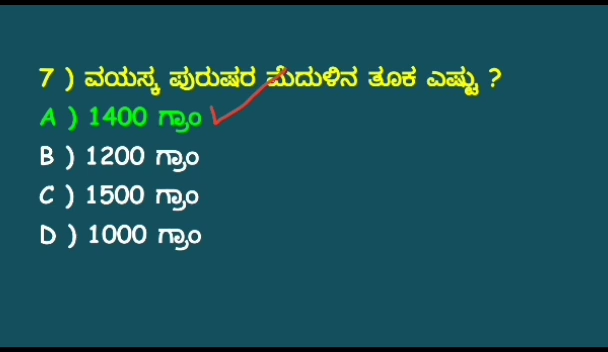 7 ) ವಯಸ್ಕ ಪುರುಷರ ಮೆದುಳಿನ ತೂಕ ಎಷ್ಟು ?
A ) 1400 ಗ್ರಾಂ
B ) 1200 ಗ್ರಾಂ
C ) 1500 ಗ್ರಾಂ
D ) 1000 ಗ್ರಾಂ